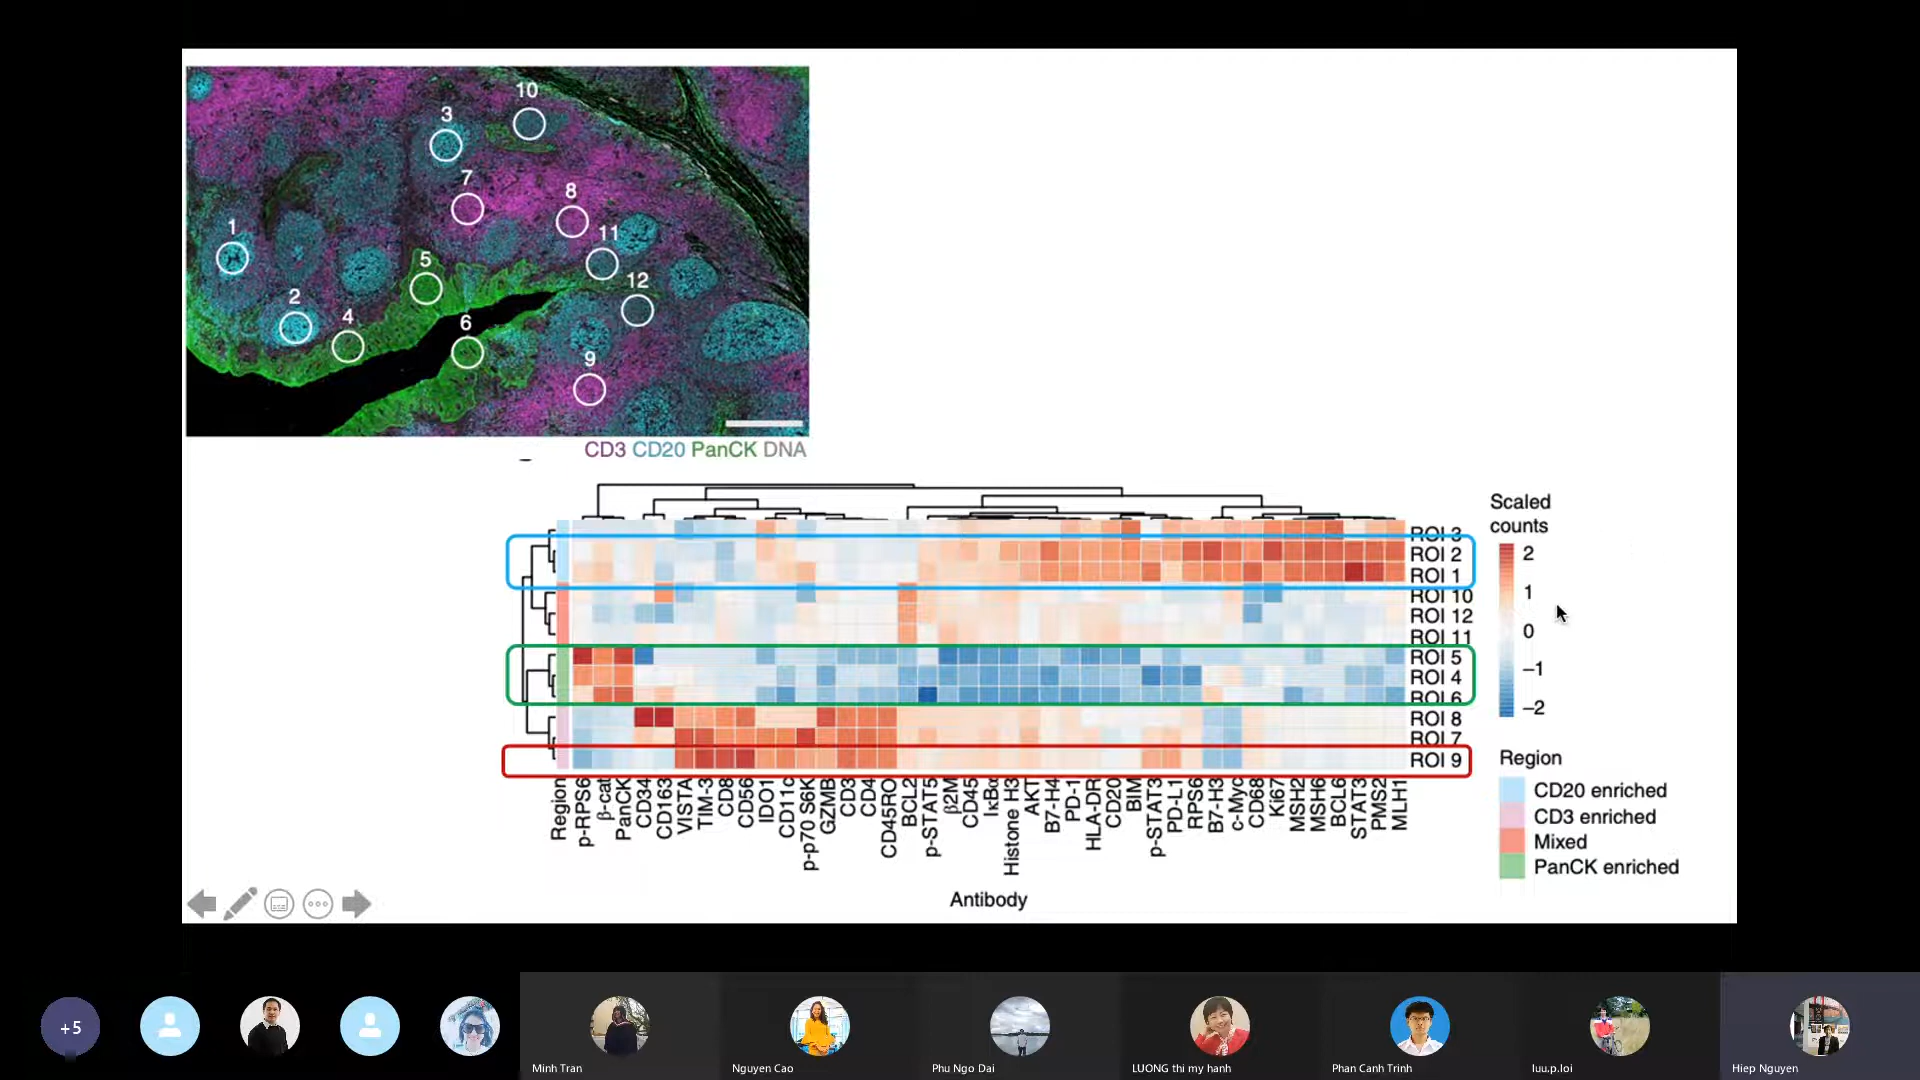 10
3
7
8
1
11
5
12
2
4
6
9
CD3 CD20 PanCK DNA
Scaled
counts
2
1
0
−1
−2
ROI 3
ROI 2
ROI 1
ROI 10
ROI 12
ROI 11
ROI 5
ROI 4
ROI 6
ROI 8
ROI 7
ROI 9
Region
p-RPS6
β-cat
PanCK
CD34
CD163
VISTA
TIM-3
CD8
CD56
IDO1
CD11c
p-p70 S6K
GZMB
CD3
CD4
CD45RO
BCL2
p-STAT5
β2M
CD45
IκBα
Histone H3
AKT
B7-H4
PD-1
HLA-DR
CD20
BIM
p-STAT3
PD-L1
RPS6
B7-H3
c-Myc
CD68
Ki67
MSH2
MSH6
BCL6
STAT3
PMS2
MLH1
Antibody
Region
CD20 enriched
CD3 enriched
Mixed
PanCK enriched
+5
Minh Tran
Nguyen Cao
Phu Ngo Dai
LUONG thi my hanh
Phan Canh Trinh
luu.p.loi
Hiep Nguyen